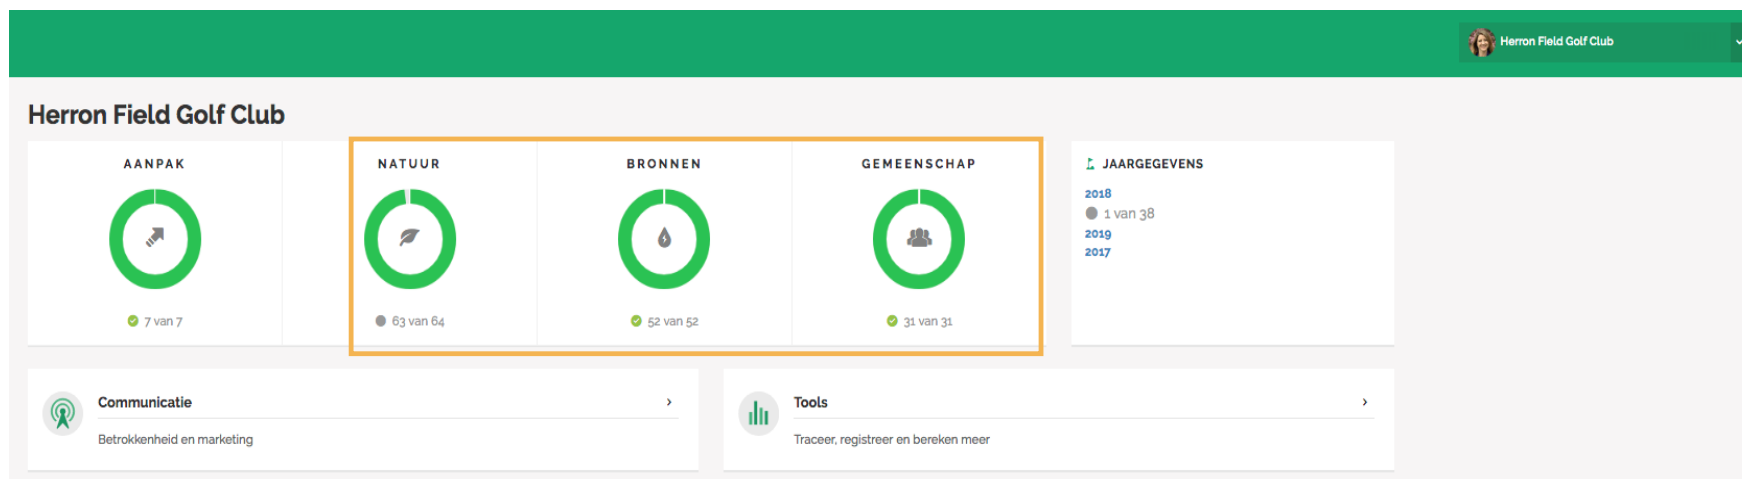 Herron Field Golf Club
Herron Field Golf Club
AANPAK
NATUUR
BRONNEN
GEMEENSCHAP
7 van 7
63 van 64
52 van 52
31 van 31
JAARGEGEVENS
2018
1 van 38
2019
2017
Communicatie
Betrokkenheid en marketing
Tools
Traceer, registreer en bereken meer